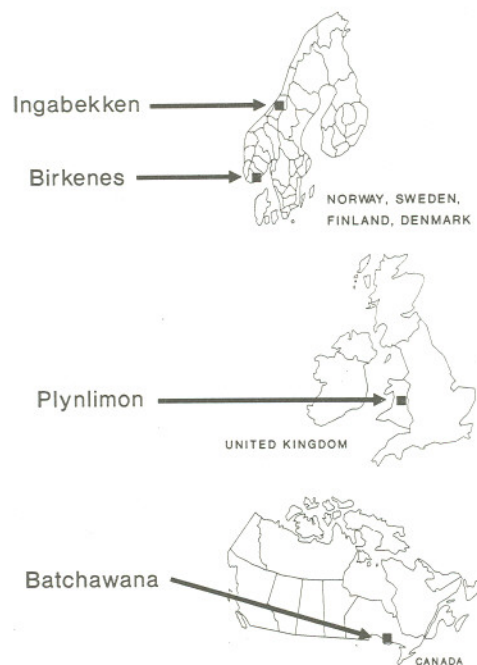 Ingabekken
Birkenes
NORWAY, SWEDEN,
FINLAND, DENMARK
Plynlimon
UNITED KINGDOM
Batchawana
CANADA